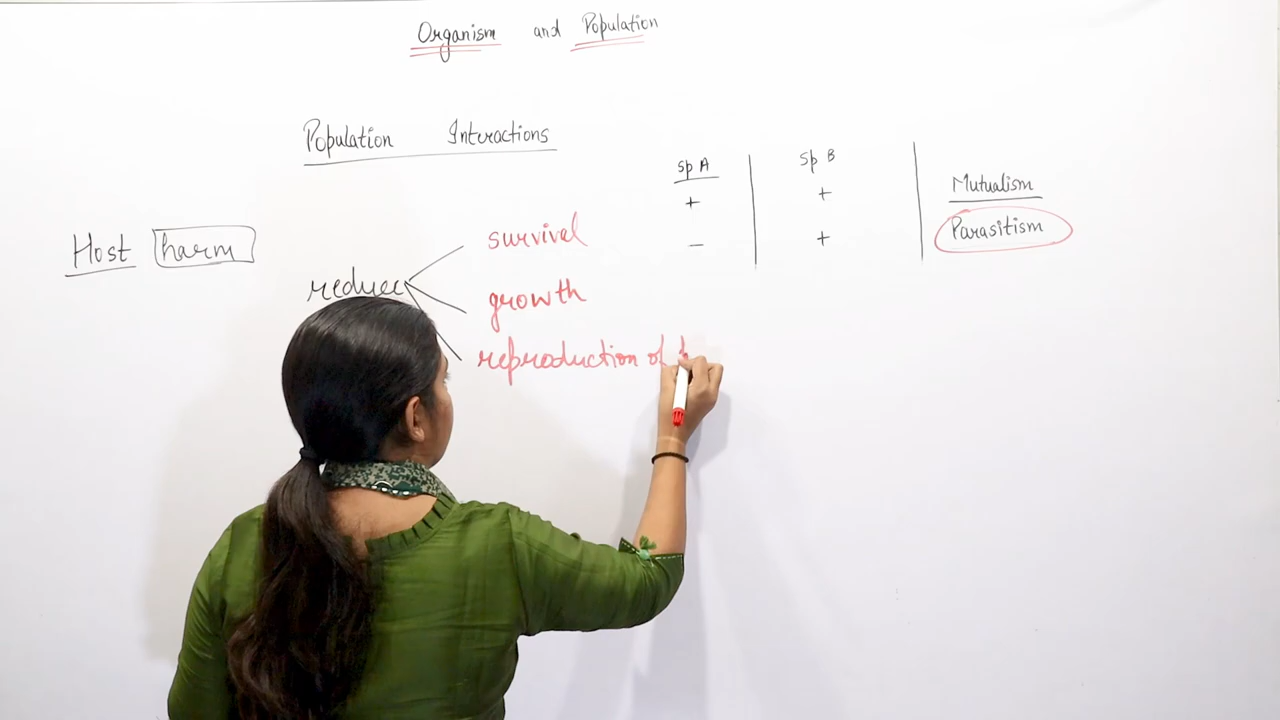 Organism and Population
Population Interactions
Sp A
Sp B
+
+
Mutualism
-
+
Parasitism
Host harm
reduce
survival
growth
reproduction of